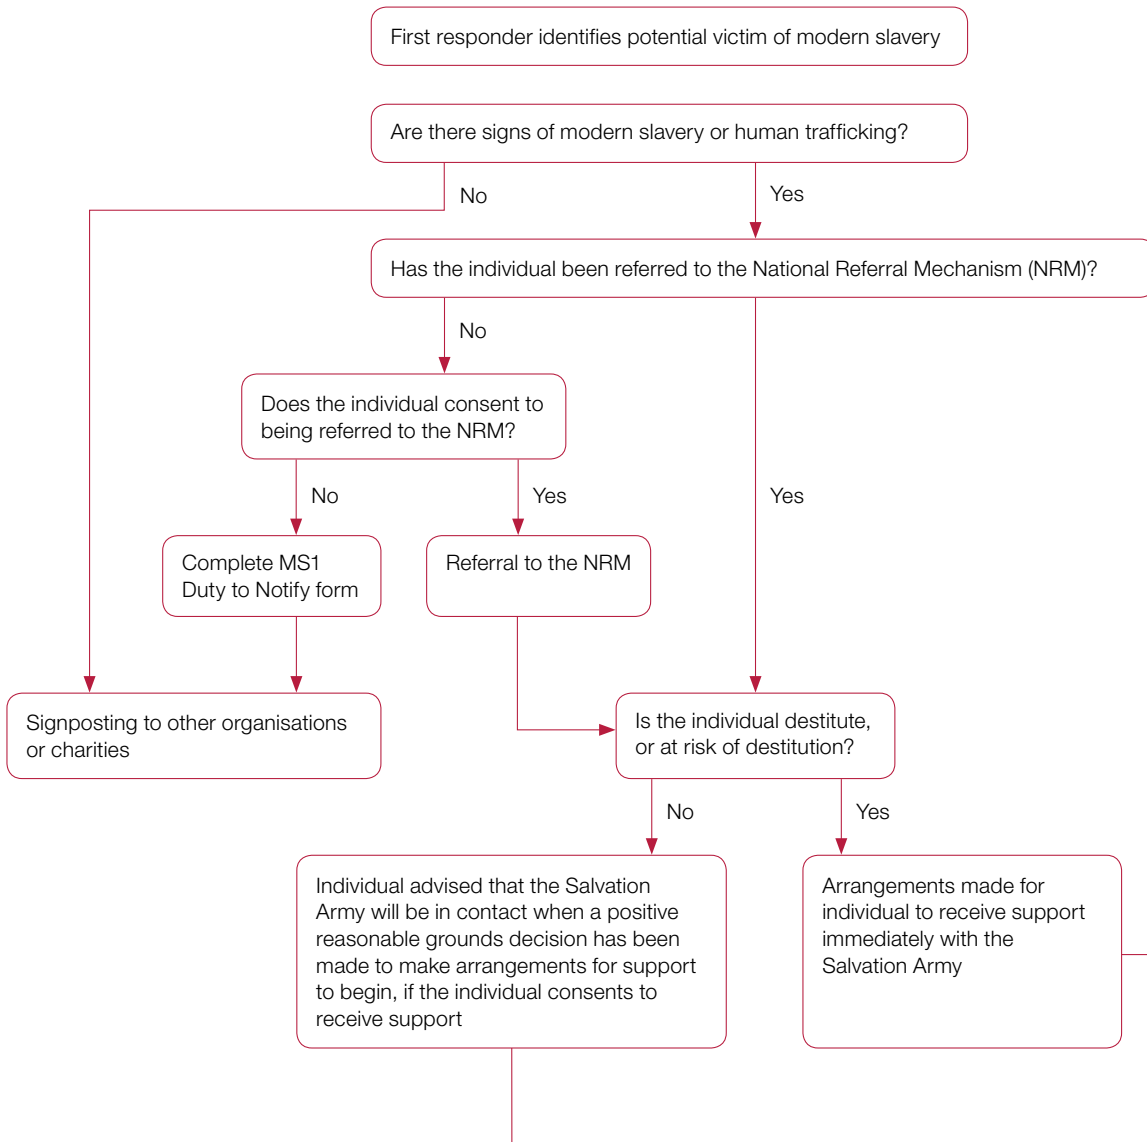 First responder identifies potential victim of modern slavery
Are there signs of modern slavery or human trafficking?
No
Yes
Has the individual been referred to the National Referral Mechanism (NRM)?
No
Does the individual consent to
being referred to the NRM?
No
Yes
Yes
Complete MS1
Duty to Notify form
Referral to the NRM
Signposting to other organisations
or charities
Is the individual destitute,
or at risk of destitution?
No
Yes
Individual advised that the Salvation
Army will be in contact when a positive
reasonable grounds decision has been
made to make arrangements for support
to begin, if the individual consents to
receive support
Arrangements made for
individual to receive support
immediately with the
Salvation Army